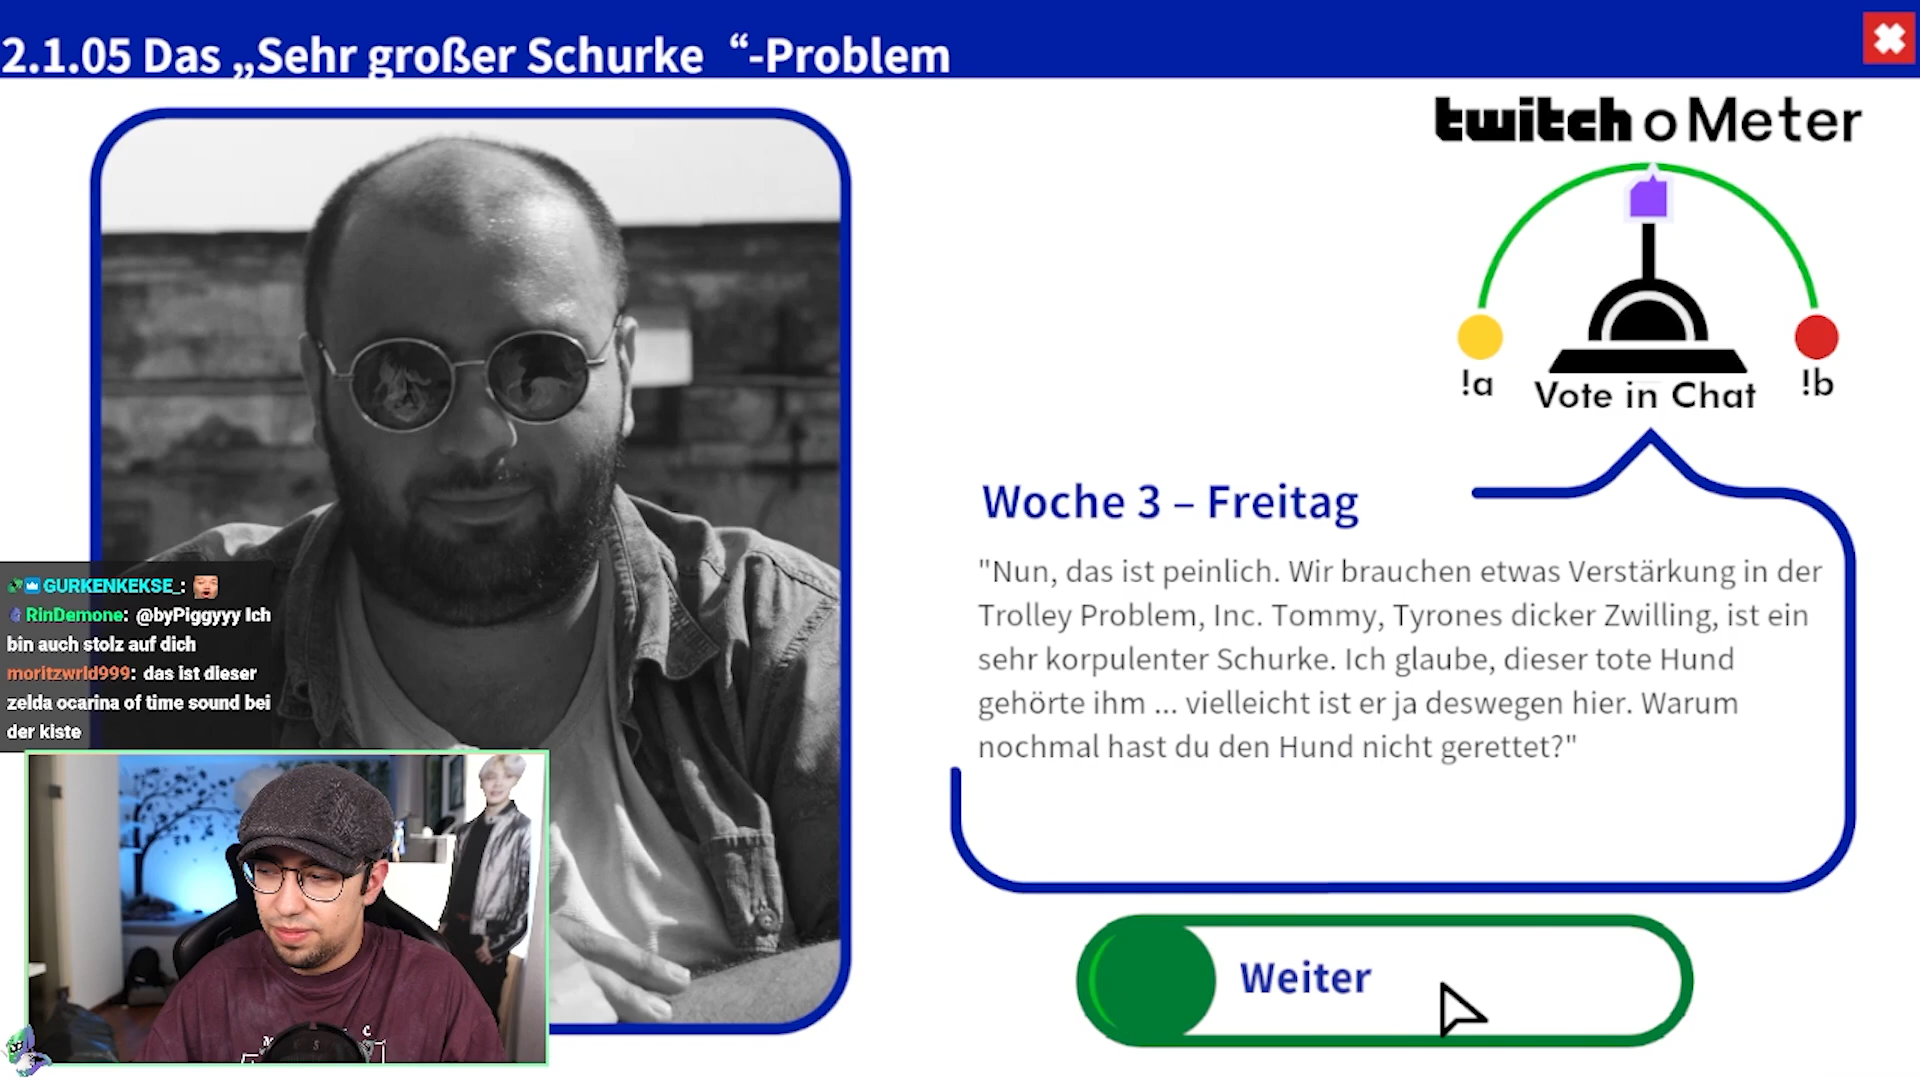 2.1.05 Das „Sehr großer Schurke “-Problem
twitch o Meter
!a
Vote in Chat
!b
Woche 3 – Freitag
"Nun, das ist peinlich. Wir brauchen etwas Verstärkung in der
Trolley Problem, Inc. Tommy, Tyrones dicker Zwilling, ist ein
sehr korpulenter Schurke. Ich glaube, dieser tote Hund
gehörte ihm ... vielleicht ist er ja deswegen hier. Warum
nochmal hast du den Hund nicht gerettet?"
Weiter
GURKENKEKSE_:
RinDemone: @byPiggyyy Ich
bin auch stolz auf dich
moritzwrld999: das ist dieser
zelda ocarina of time sound bei
der kiste